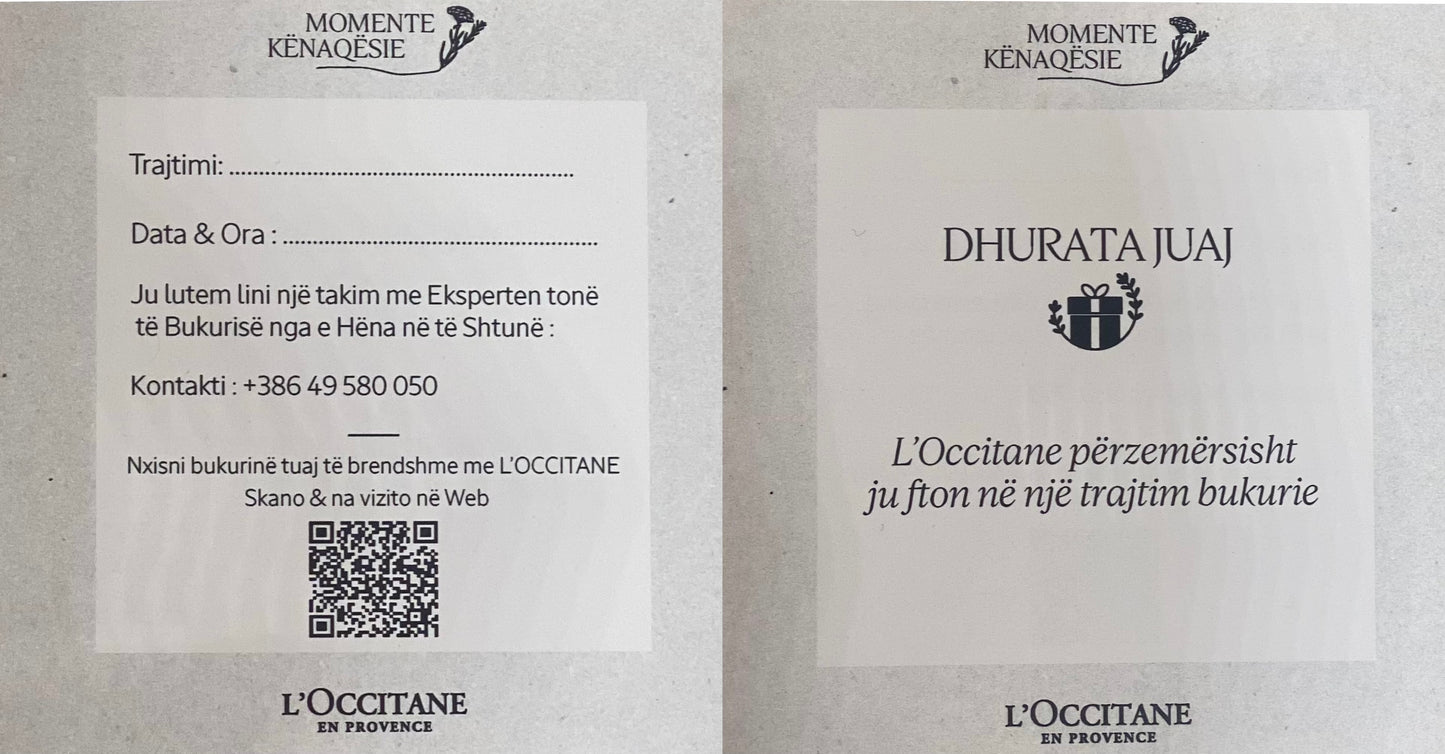 MOMENTE
KËNAQËSIE
Trajtimi: ..........................................................
Data & Ora : .....................................................
Ju lutem lini një takim me Eksperten tonë
të Bukurisë nga e Hëna në të Shtunë :
Kontakti : +386 49 580 050
Nxisni bukurinë tuaj të brendshme me L'OCCITANE
Skano & na vizito në Web
L'OCCITANE
EN PROVENCE
MOMENTE
KËNAQËSIE
DHURATA JUAJ
L'Occitane përzemërsisht
ju fton në një trajtim bukurie
L'OCCITANE
EN PROVENCE